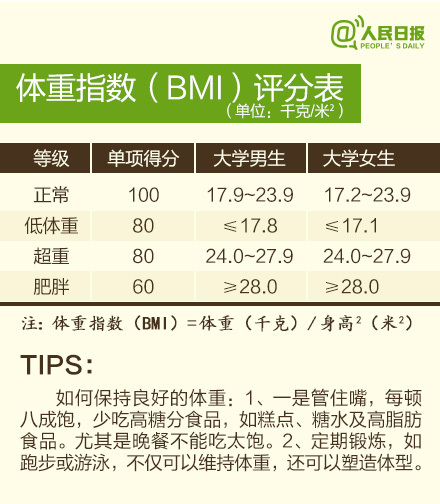 @人民日报
PEOPLE'S DAILY
体重指数（BMI）评分表
（单位：千克/米²）
等级 单项得分 大学男生 大学女生
正常 100 17.9~23.9 17.2~23.9
低体重 80 ≤17.8 ≤17.1
超重 80 24.0~27.9 24.0~27.9
肥胖 60 ≥28.0 ≥28.0
注：体重指数（BMI）=体重（千克）/身高²（米²）
TIPS：
如何保持良好的体重：1、一是管住嘴，每顿
八成饱，少吃高糖分食品，如糕点、糖水及高脂肪
食品。尤其是晚餐不能吃太饱。2、定期锻炼，如
跑步或游泳，不仅可以维持体重，还可以塑造体型。